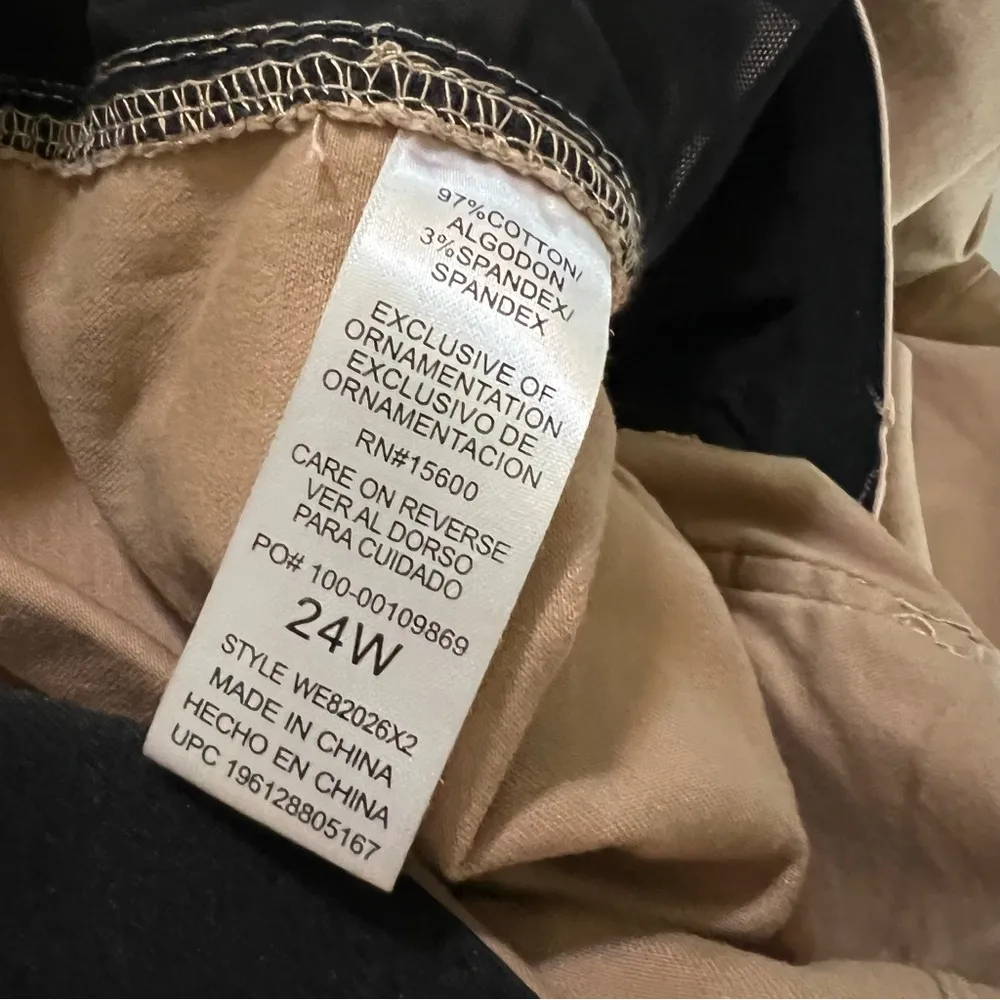 97%COTTON/
ALGODON
3%SPANDEX/
SPANDEX
EXCLUSIVE OF
ORNAMENTATION
EXCLUSIVO DE
ORNAMENTACION
RN#15600
CARE ON REVERSE
VER AL DORSO
PARA CUIDADO
PO# 100-00109869
24W
STYLE WE82026X2
MADE IN CHINA
HECHO EN CHINA
UPC 196128805167